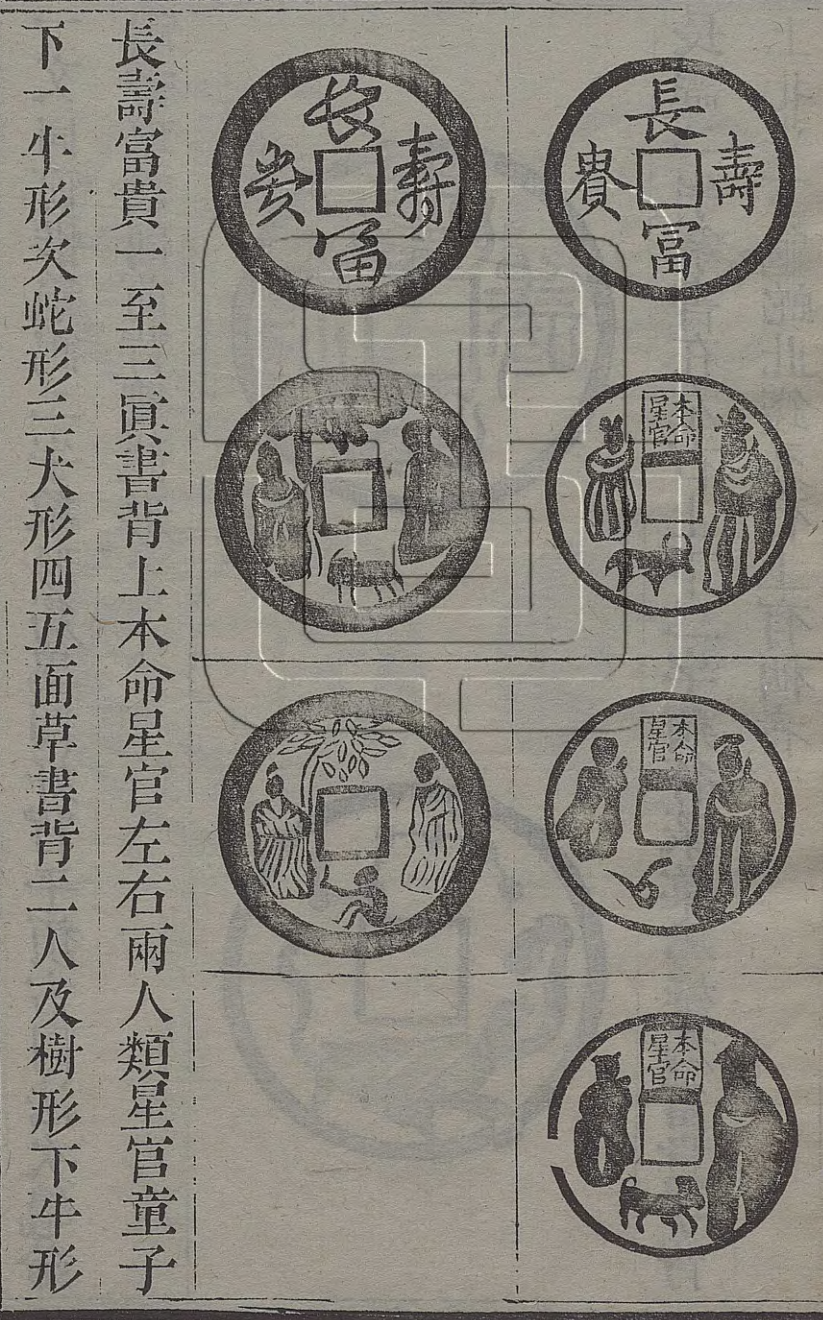 長壽富貴
本命星官
本命星官
本命星官
長壽富貴
長壽富貴一至三眞書背上本命星官左右兩人類星官童子
下一牛形次蛇形三犬形四五面草書背二人及樹形下牛形